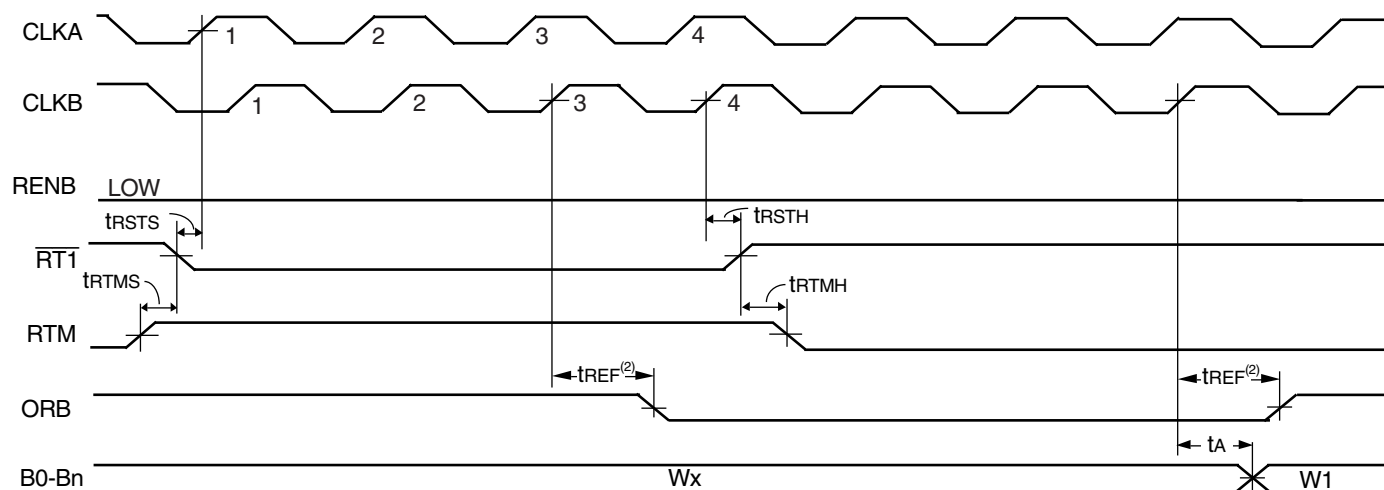 CLKA 1 2 3 4
CLKB 1 2 3 4
RENB LOW
tRSTS tRSTH
RT1
tRTMS tRTMH
RTM
tREF(2) tREF(2)
ORB
tA
B0-Bn Wx W1